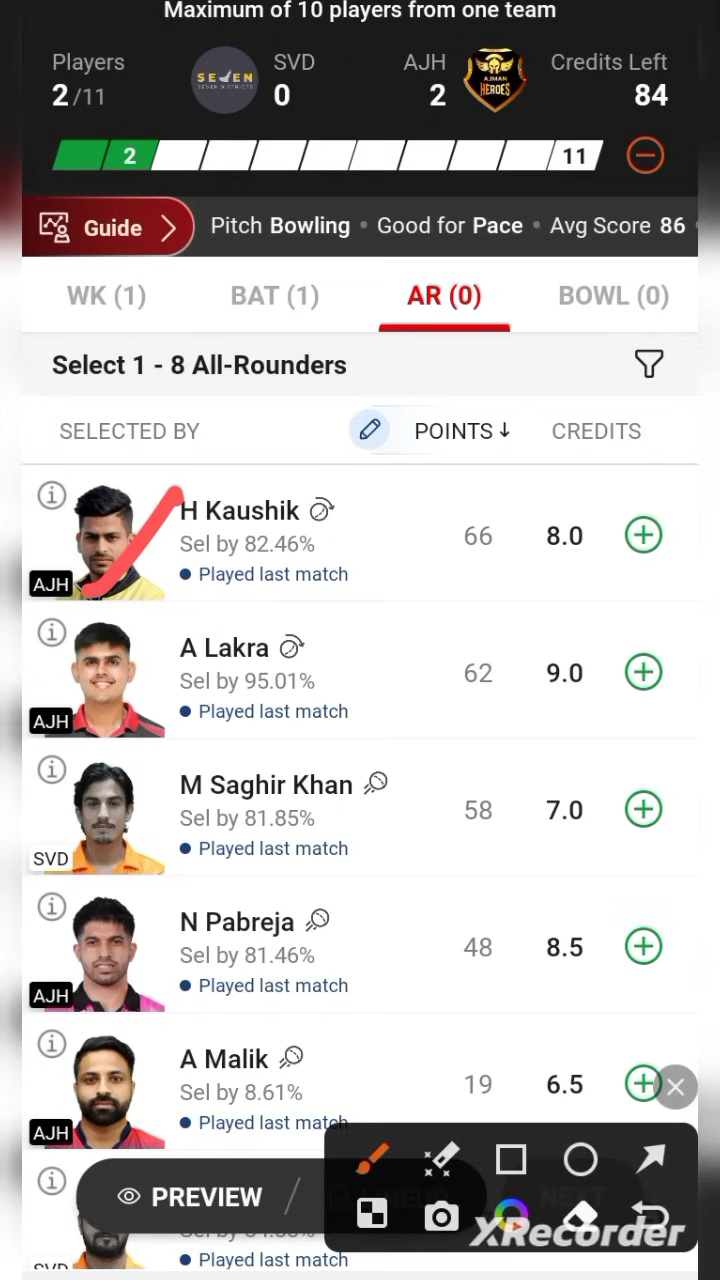 Maximum of 10 players from one team
Players SVD AJH Credits Left
2/11 0 2 84
SEVEN
SEVEN DISTRICTS
AJMAN
HEROES
2 11
Guide Pitch Bowling • Good for Pace • Avg Score 86
WK (1) BAT (1) AR (0) BOWL (0)
Select 1 - 8 All-Rounders
SELECTED BY POINTS↓ CREDITS
H Kaushik
Sel by 82.46% 66 8.0
Played last match
AJH
A Lakra
Sel by 95.01% 62 9.0
Played last match
AJH
M Saghir Khan
Sel by 81.85% 58 7.0
Played last match
SVD
N Pabreja
Sel by 81.46% 48 8.5
Played last match
AJH
A Malik
Sel by 8.61% 19 6.5
Played last match
AJH
PREVIEW
NEXT
XRecorder
Played last match
SVD